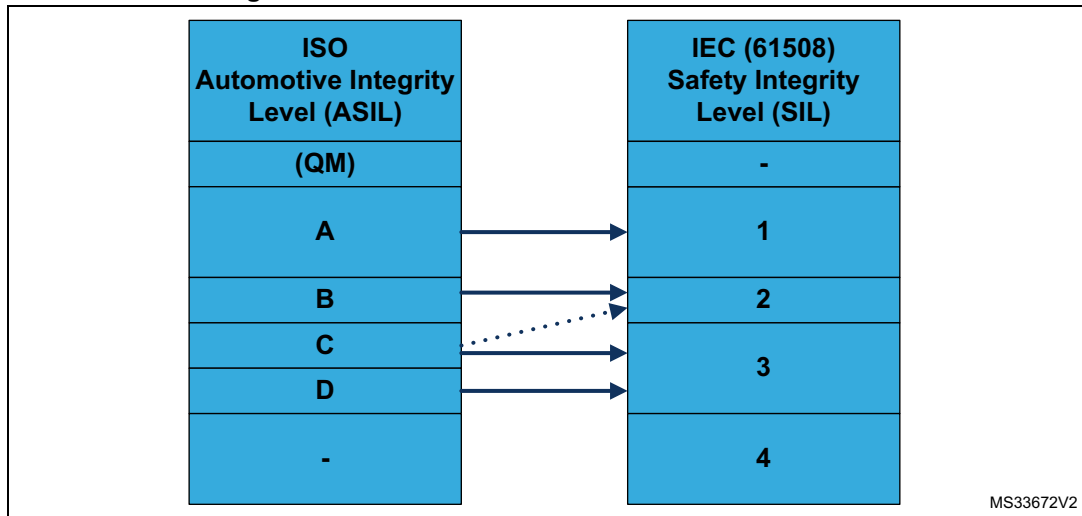 ISO
Automotive Integrity
Level (ASIL)
(QM)
A
B
C
D
-
IEC (61508)
Safety Integrity
Level (SIL)
-
1
2
3
4
MS33672V2